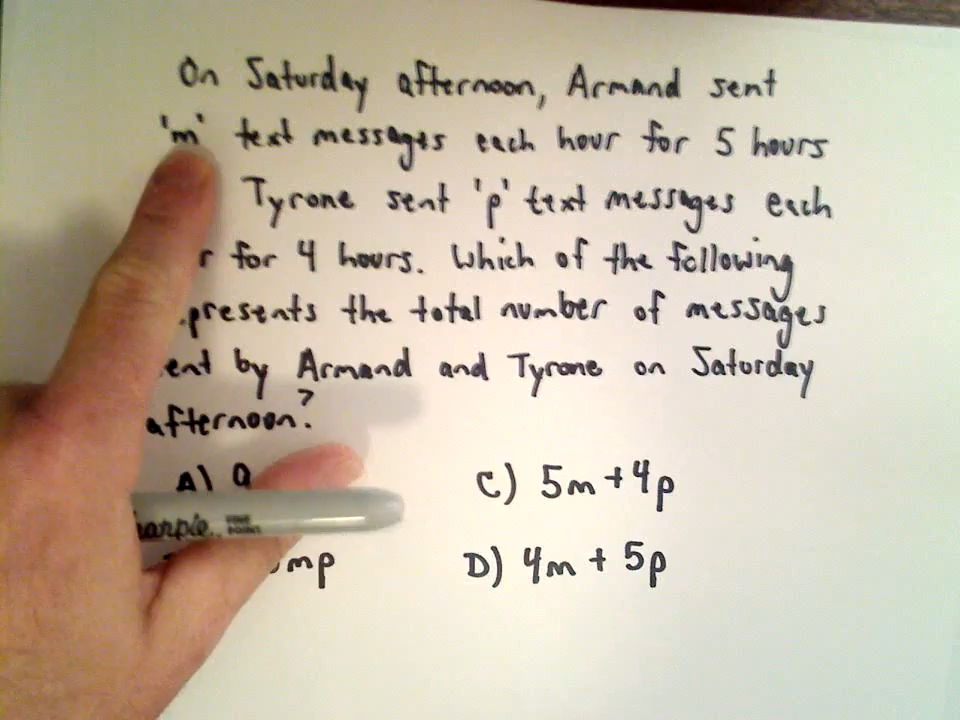 On Saturday afternoon, Armand sent
'm' text messages each hour for 5 hours
Tyrone sent 'p' text messages each
for 4 hours. Which of the following
the total number of messages
by Armand and Tyrone on Saturday
afternoon?
A)
C) 5m+4p
FINE POINT
mp
D) 4m + 5p